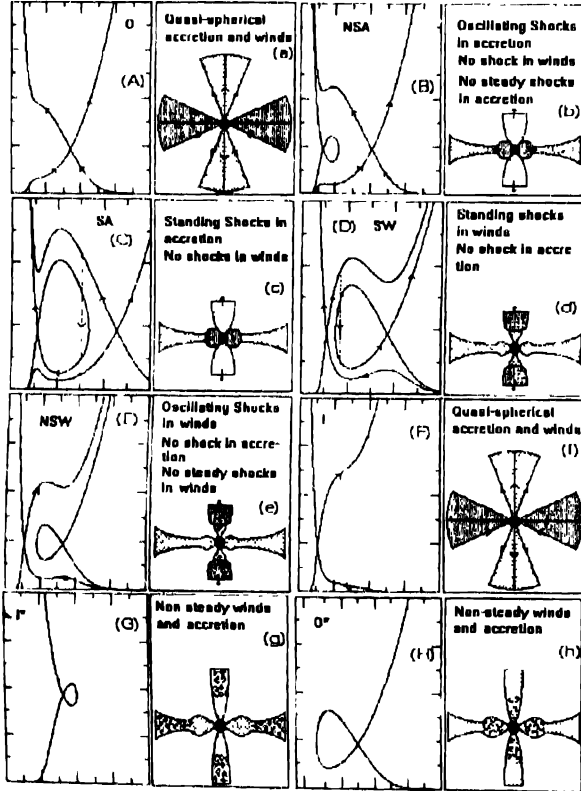 O
(A)
Quasi-spherical
accretion and winds
(a)
NSA
(B)
Oscillating Shocks
in accretion
No shock in winds
No steady shocks
in accretion
(b)
SA
(C)
Standing Shocks in
accretion
No shocks in winds
(c)
(D) SW
Standing shocks
in winds
No shock in accre
tion
(d)
NSW
Oscillating Shocks
in winds
No shock in accre-
tion
No steady shocks
in winds
(e)
I
(F)
Quasi-spherical
accretion and winds
(f)
I*
(G)
Non steady winds
and accretion
(g)
O*
(H)
Non-steady winds
and accretion
(h)